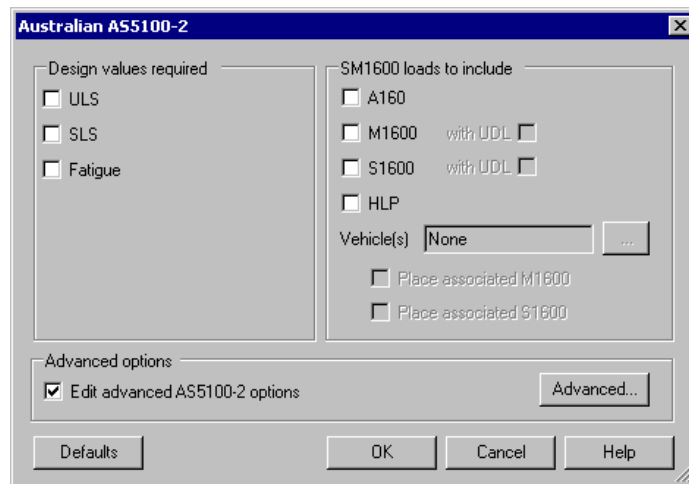 Australian AS5100-2
Design values required
ULS
SLS
Fatigue
SM1600 loads to include
A160
M1600 with UDL
S1600 with UDL
HLP
Vehicle(s) None ...
Place associated M1600
Place associated S1600
Advanced options
Edit advanced AS5100-2 options Advanced...
Defaults OK Cancel Help